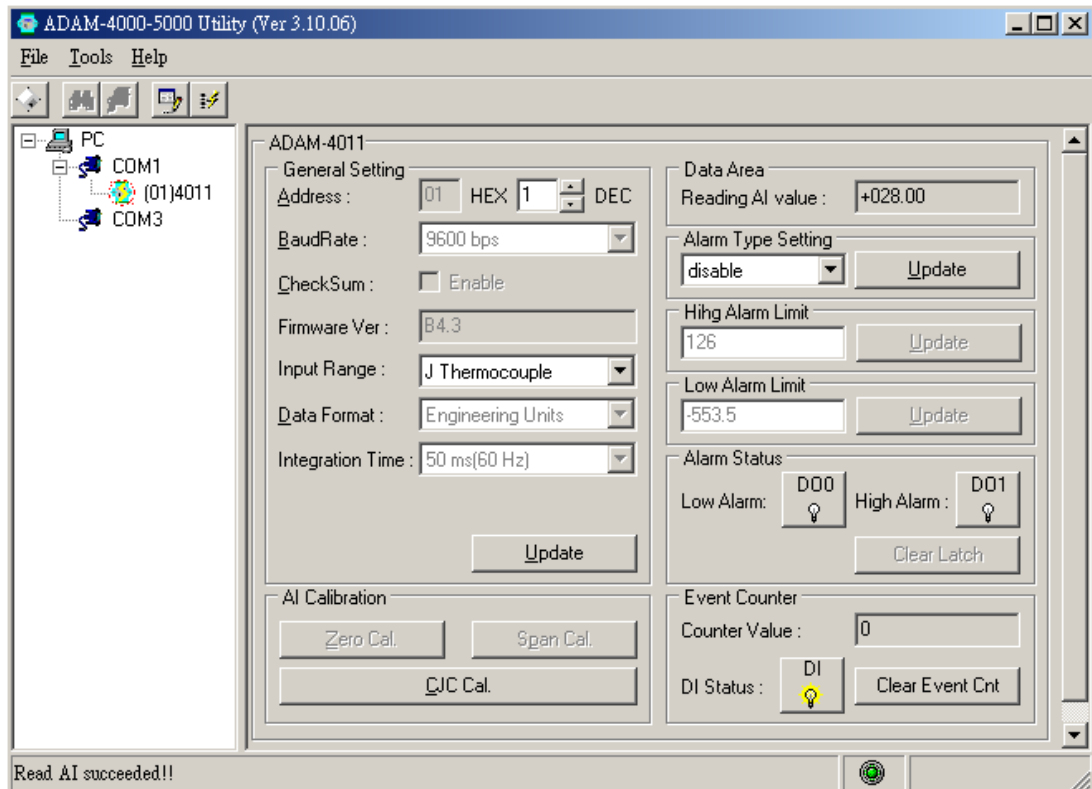 ADAM-4000-5000 Utility (Ver 3.10.06)
File Tools Help
PC
COM1
(01)4011
COM3
ADAM-4011
General Setting
Address : 01 HEX 1 DEC
BaudRate : 9600 bps
CheckSum : Enable
Firmware Ver : B4.3
Input Range : J Thermocouple
Data Format : Engineering Units
Integration Time : 50 ms(60 Hz)
Update
AI Calibration
Zero Cal. Span Cal.
CJC Cal.
Data Area
Reading AI value : +028.00
Alarm Type Setting
disable Update
Hihg Alarm Limit
126 Update
Low Alarm Limit
-553.5 Update
Alarm Status
Low Alarm: DO0 High Alarm : DO1
Clear Latch
Event Counter
Counter Value : 0
DI Status : DI Clear Event Cnt
Read AI succeeded!!